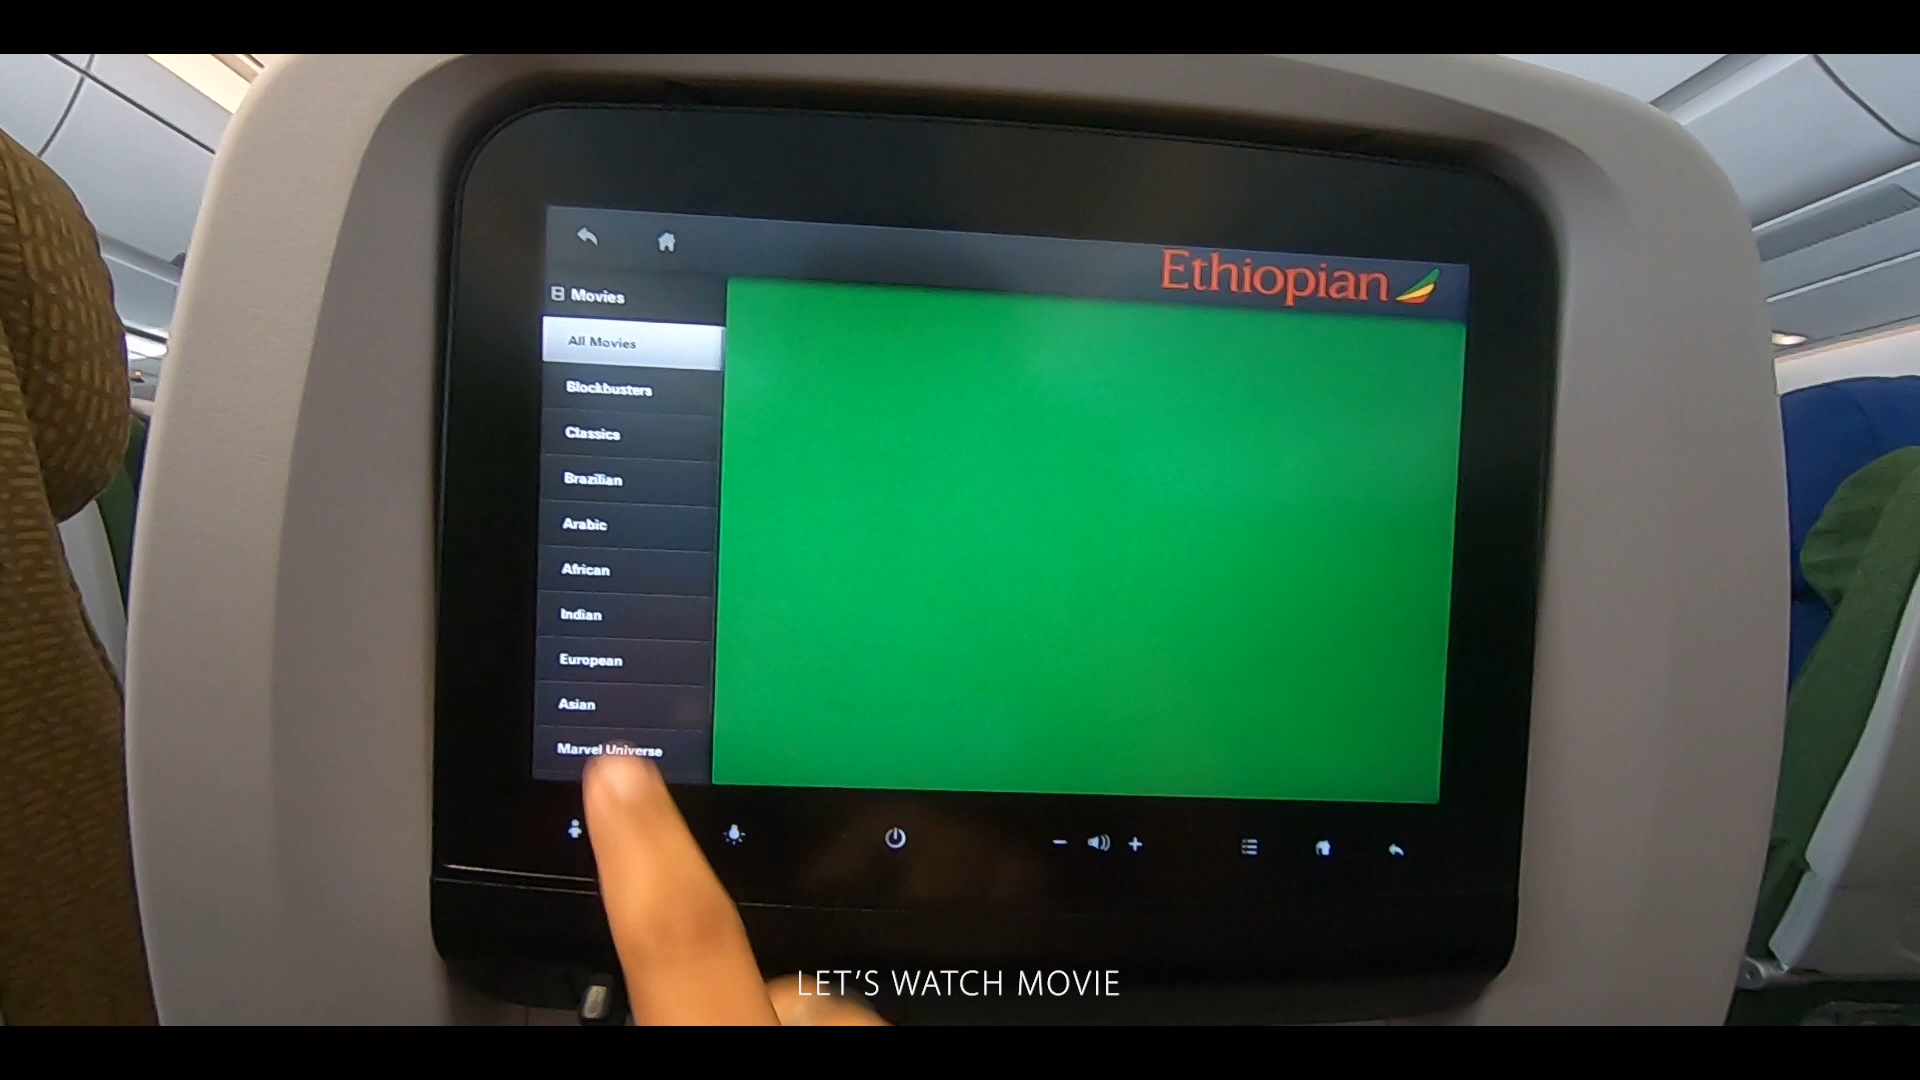 Ethiopian
Movies
All Movies
Blockbusters
Classics
Brazilian
Arabic
African
Indian
European
Asian
Marvel Universe
LET'S WATCH MOVIE